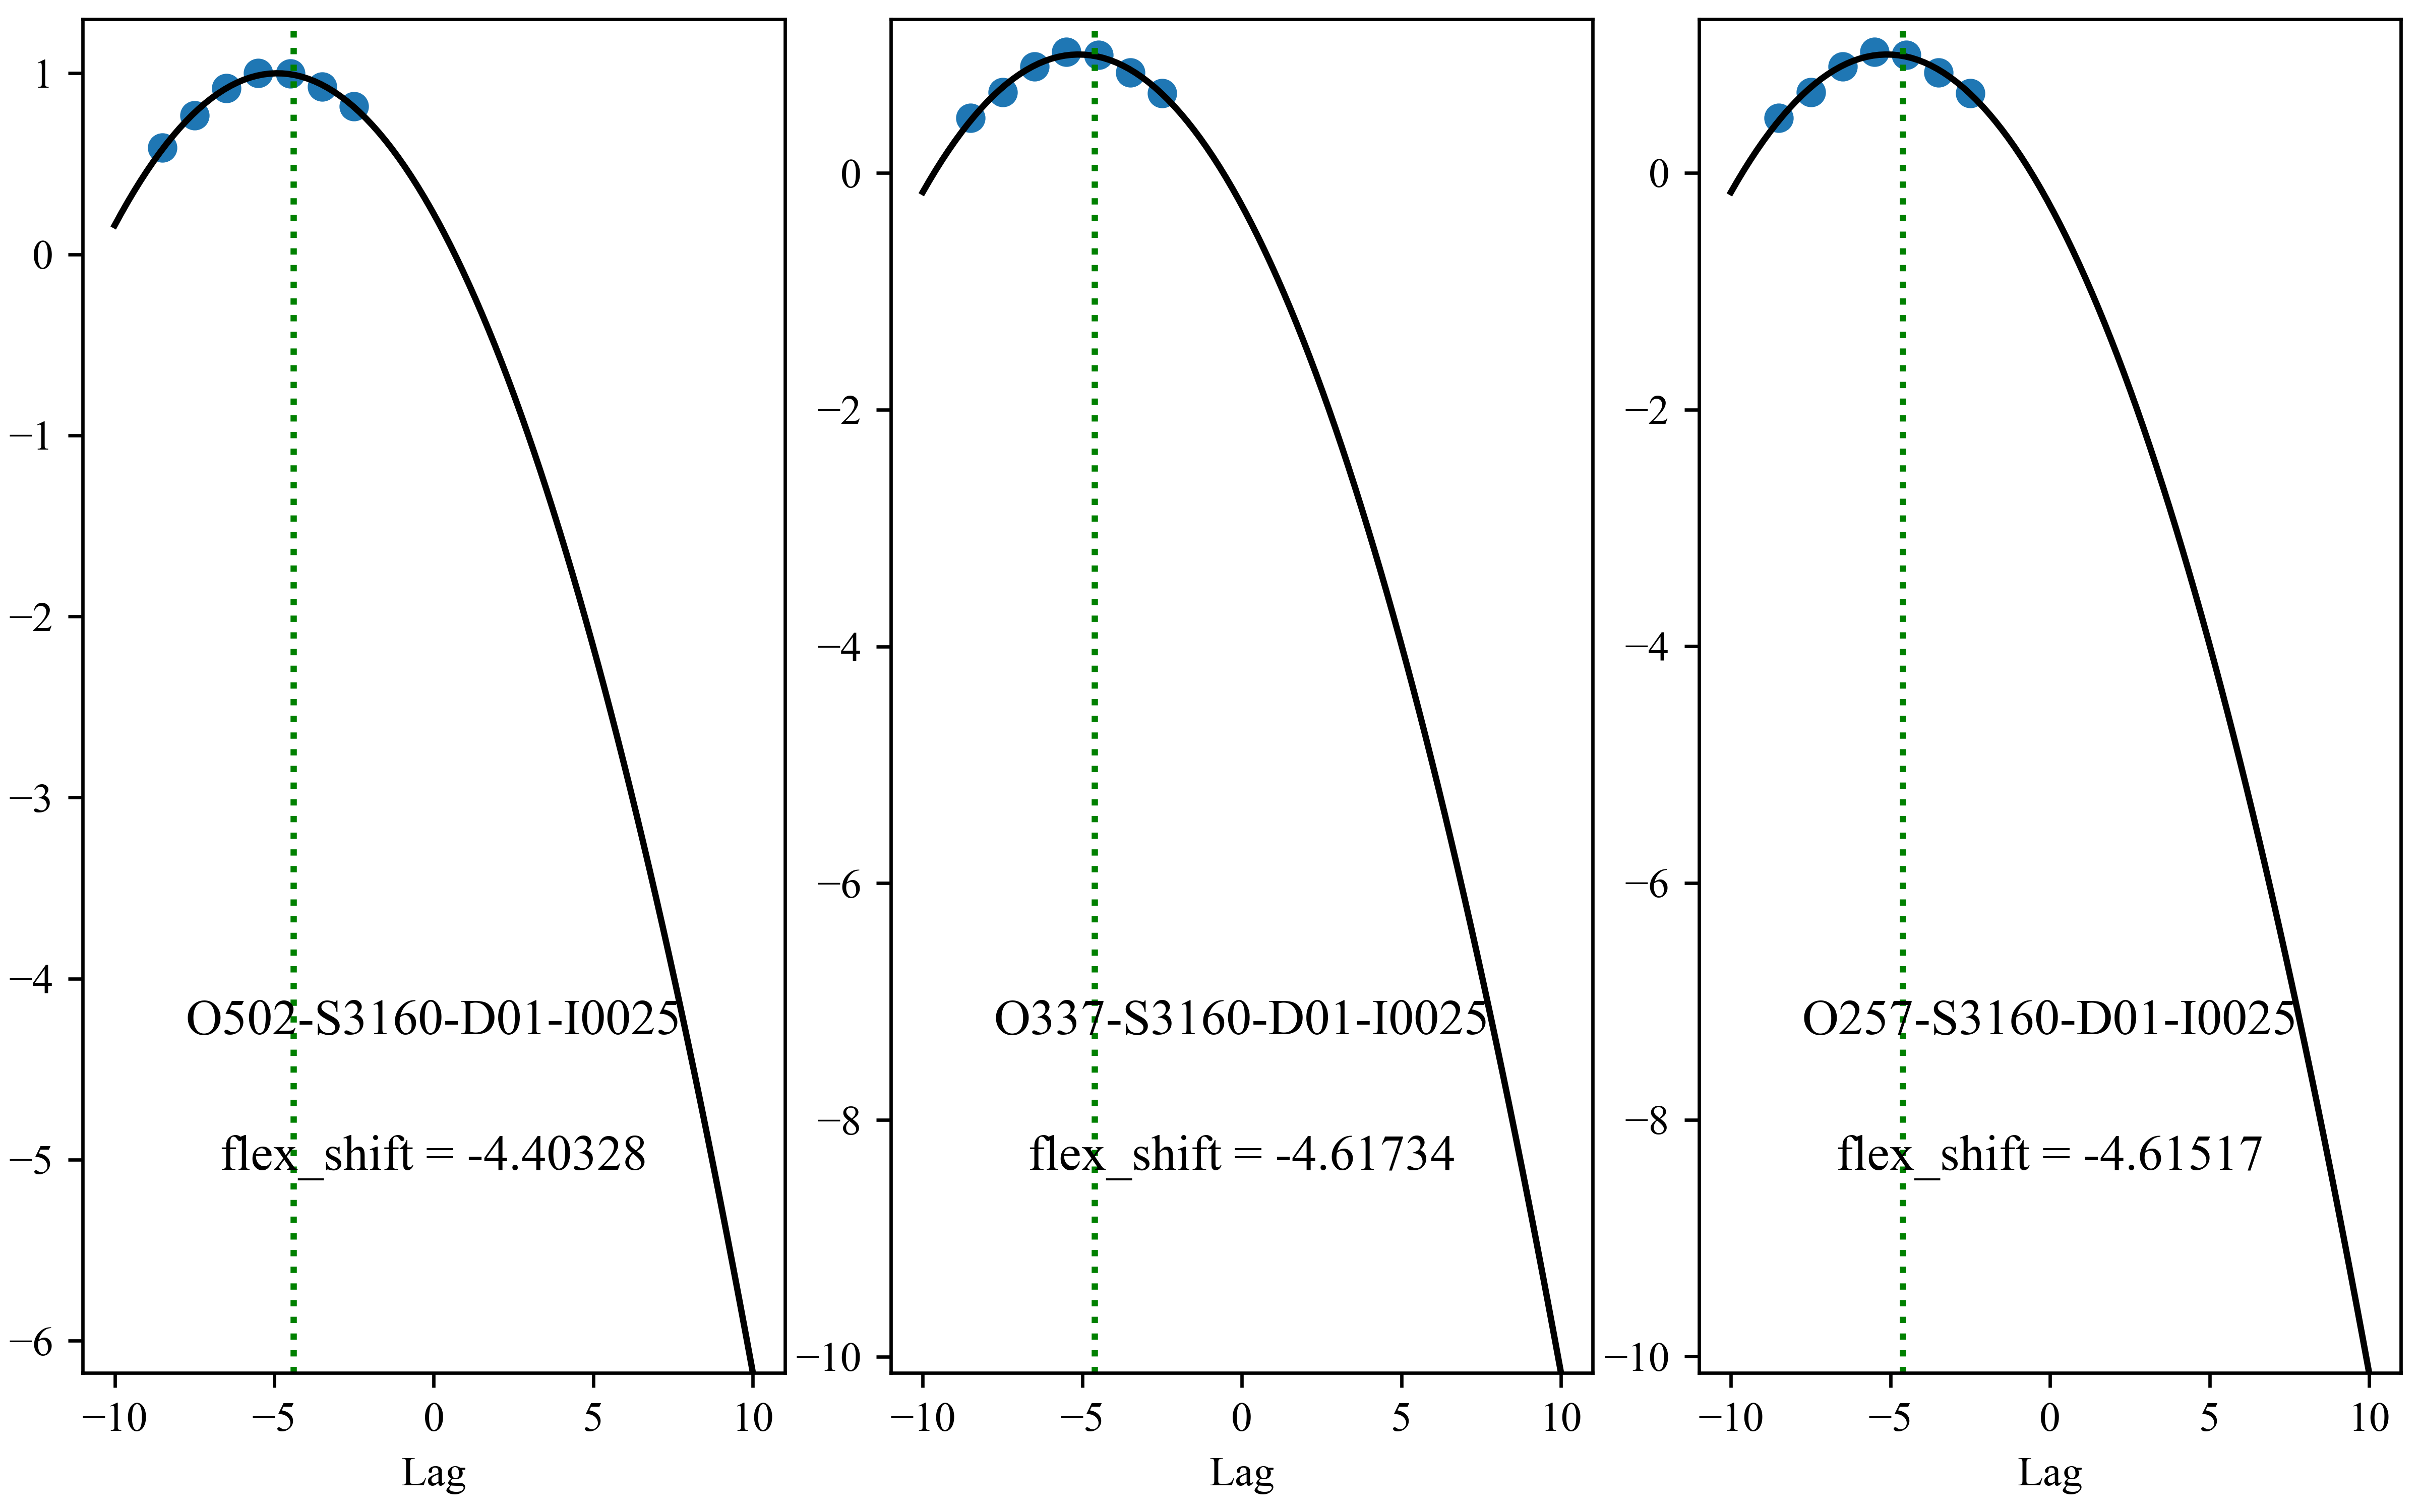 1
0
−1
−2
−3
−4
−5
−6
O502-S3160-D01-I0025
flex_shift = -4.40328
−10 −5 0 5 10
Lag
0
−2
−4
−6
−8
−10
O337-S3160-D01-I0025
flex_shift = -4.61734
−10 −5 0 5 10
Lag
0
−2
−4
−6
−8
−10
O257-S3160-D01-I0025
flex_shift = -4.61517
−10 −5 0 5 10
Lag